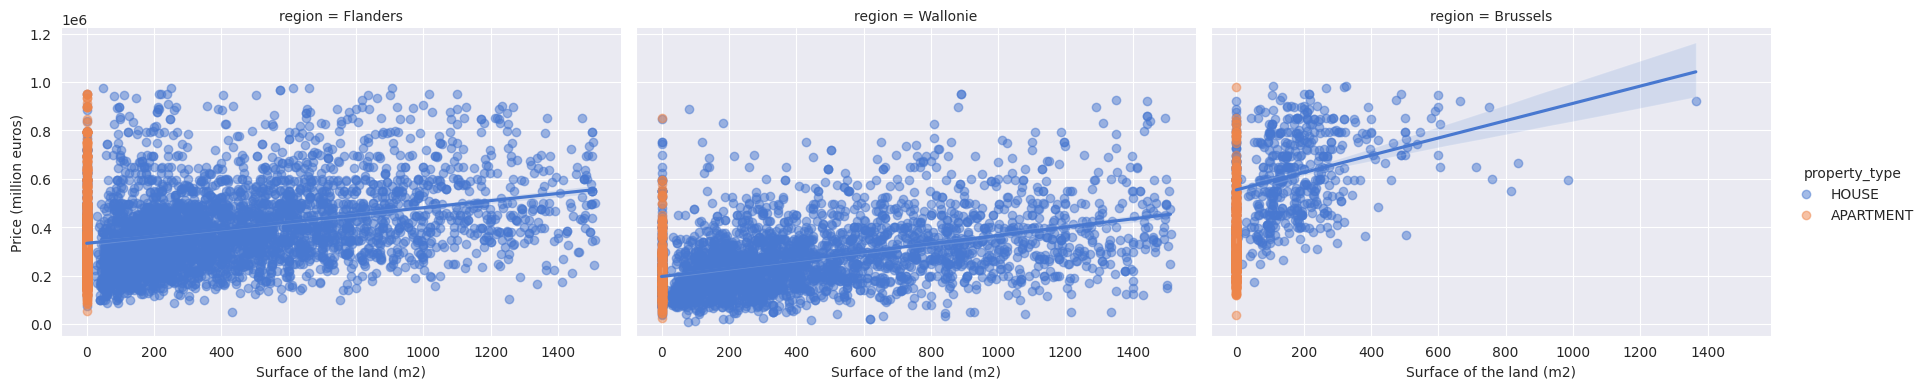 region = Flanders
region = Wallonie
region = Brussels
1e6
Price (million euros)
1.2
1.0
0.8
0.6
0.4
0.2
0.0
0 200 400 600 800 1000 1200 1400
0 200 400 600 800 1000 1200 1400
0 200 400 600 800 1000 1200 1400
Surface of the land (m2)
Surface of the land (m2)
Surface of the land (m2)
property_type
HOUSE
APARTMENT